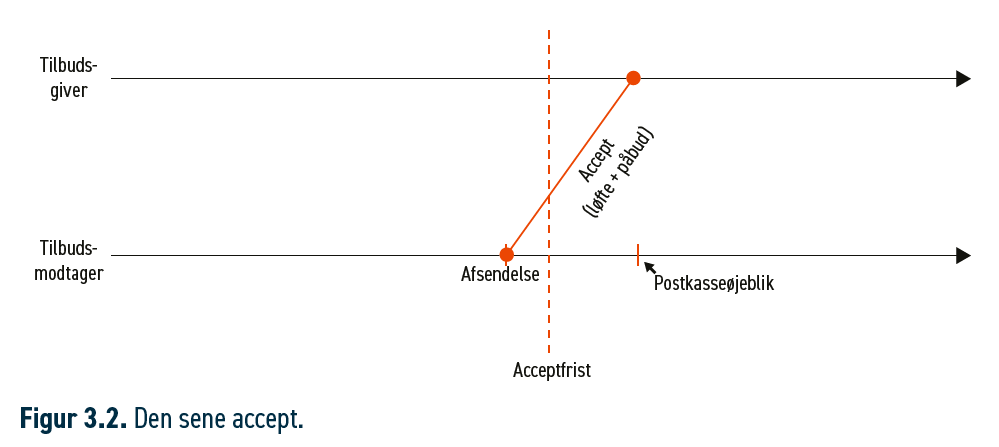 Tilbuds-
giver
Accept
(løfte + påbud)
Tilbuds-
modtager
Afsendelse
Postkasseøjeblik
Acceptfrist
Figur 3.2. Den sene accept.